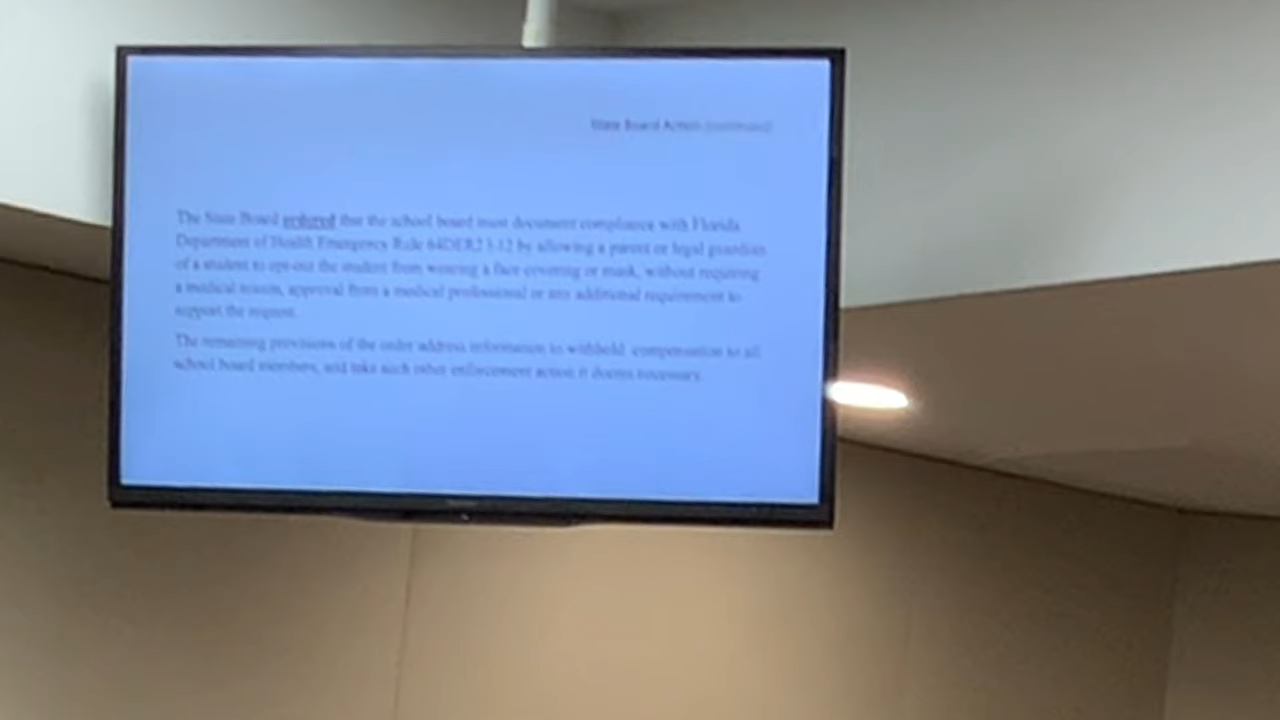 State Board Action (continued)
The State Board ordered that the school board must document compliance with Florida
Department of Health Emergency Rule by allowing a parent or legal guardian
of a student to opt-out the student from wearing a face covering or mask, without requiring
a medical reason, approval from a medical professional or any additional requirement to
support the request.
The remaining provisions of the order address information to withhold compensation to all
school board members, and take such other enforcement action it deems necessary.